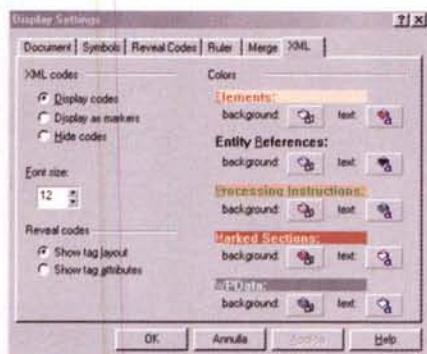 Display Settings
Document Symbols Reveal Codes Ruler Merge XML
XML codes
Display codes
Display as markers
Hide codes
Font size:
12
Reveal codes
Show tag layout
Show tag attributes
Colors
Elements:
background: text:
Entity References:
background: text:
Processing Instructions:
background: text:
Marked Sections:
background: text:
WPData:
background: text:
OK Annulla Help